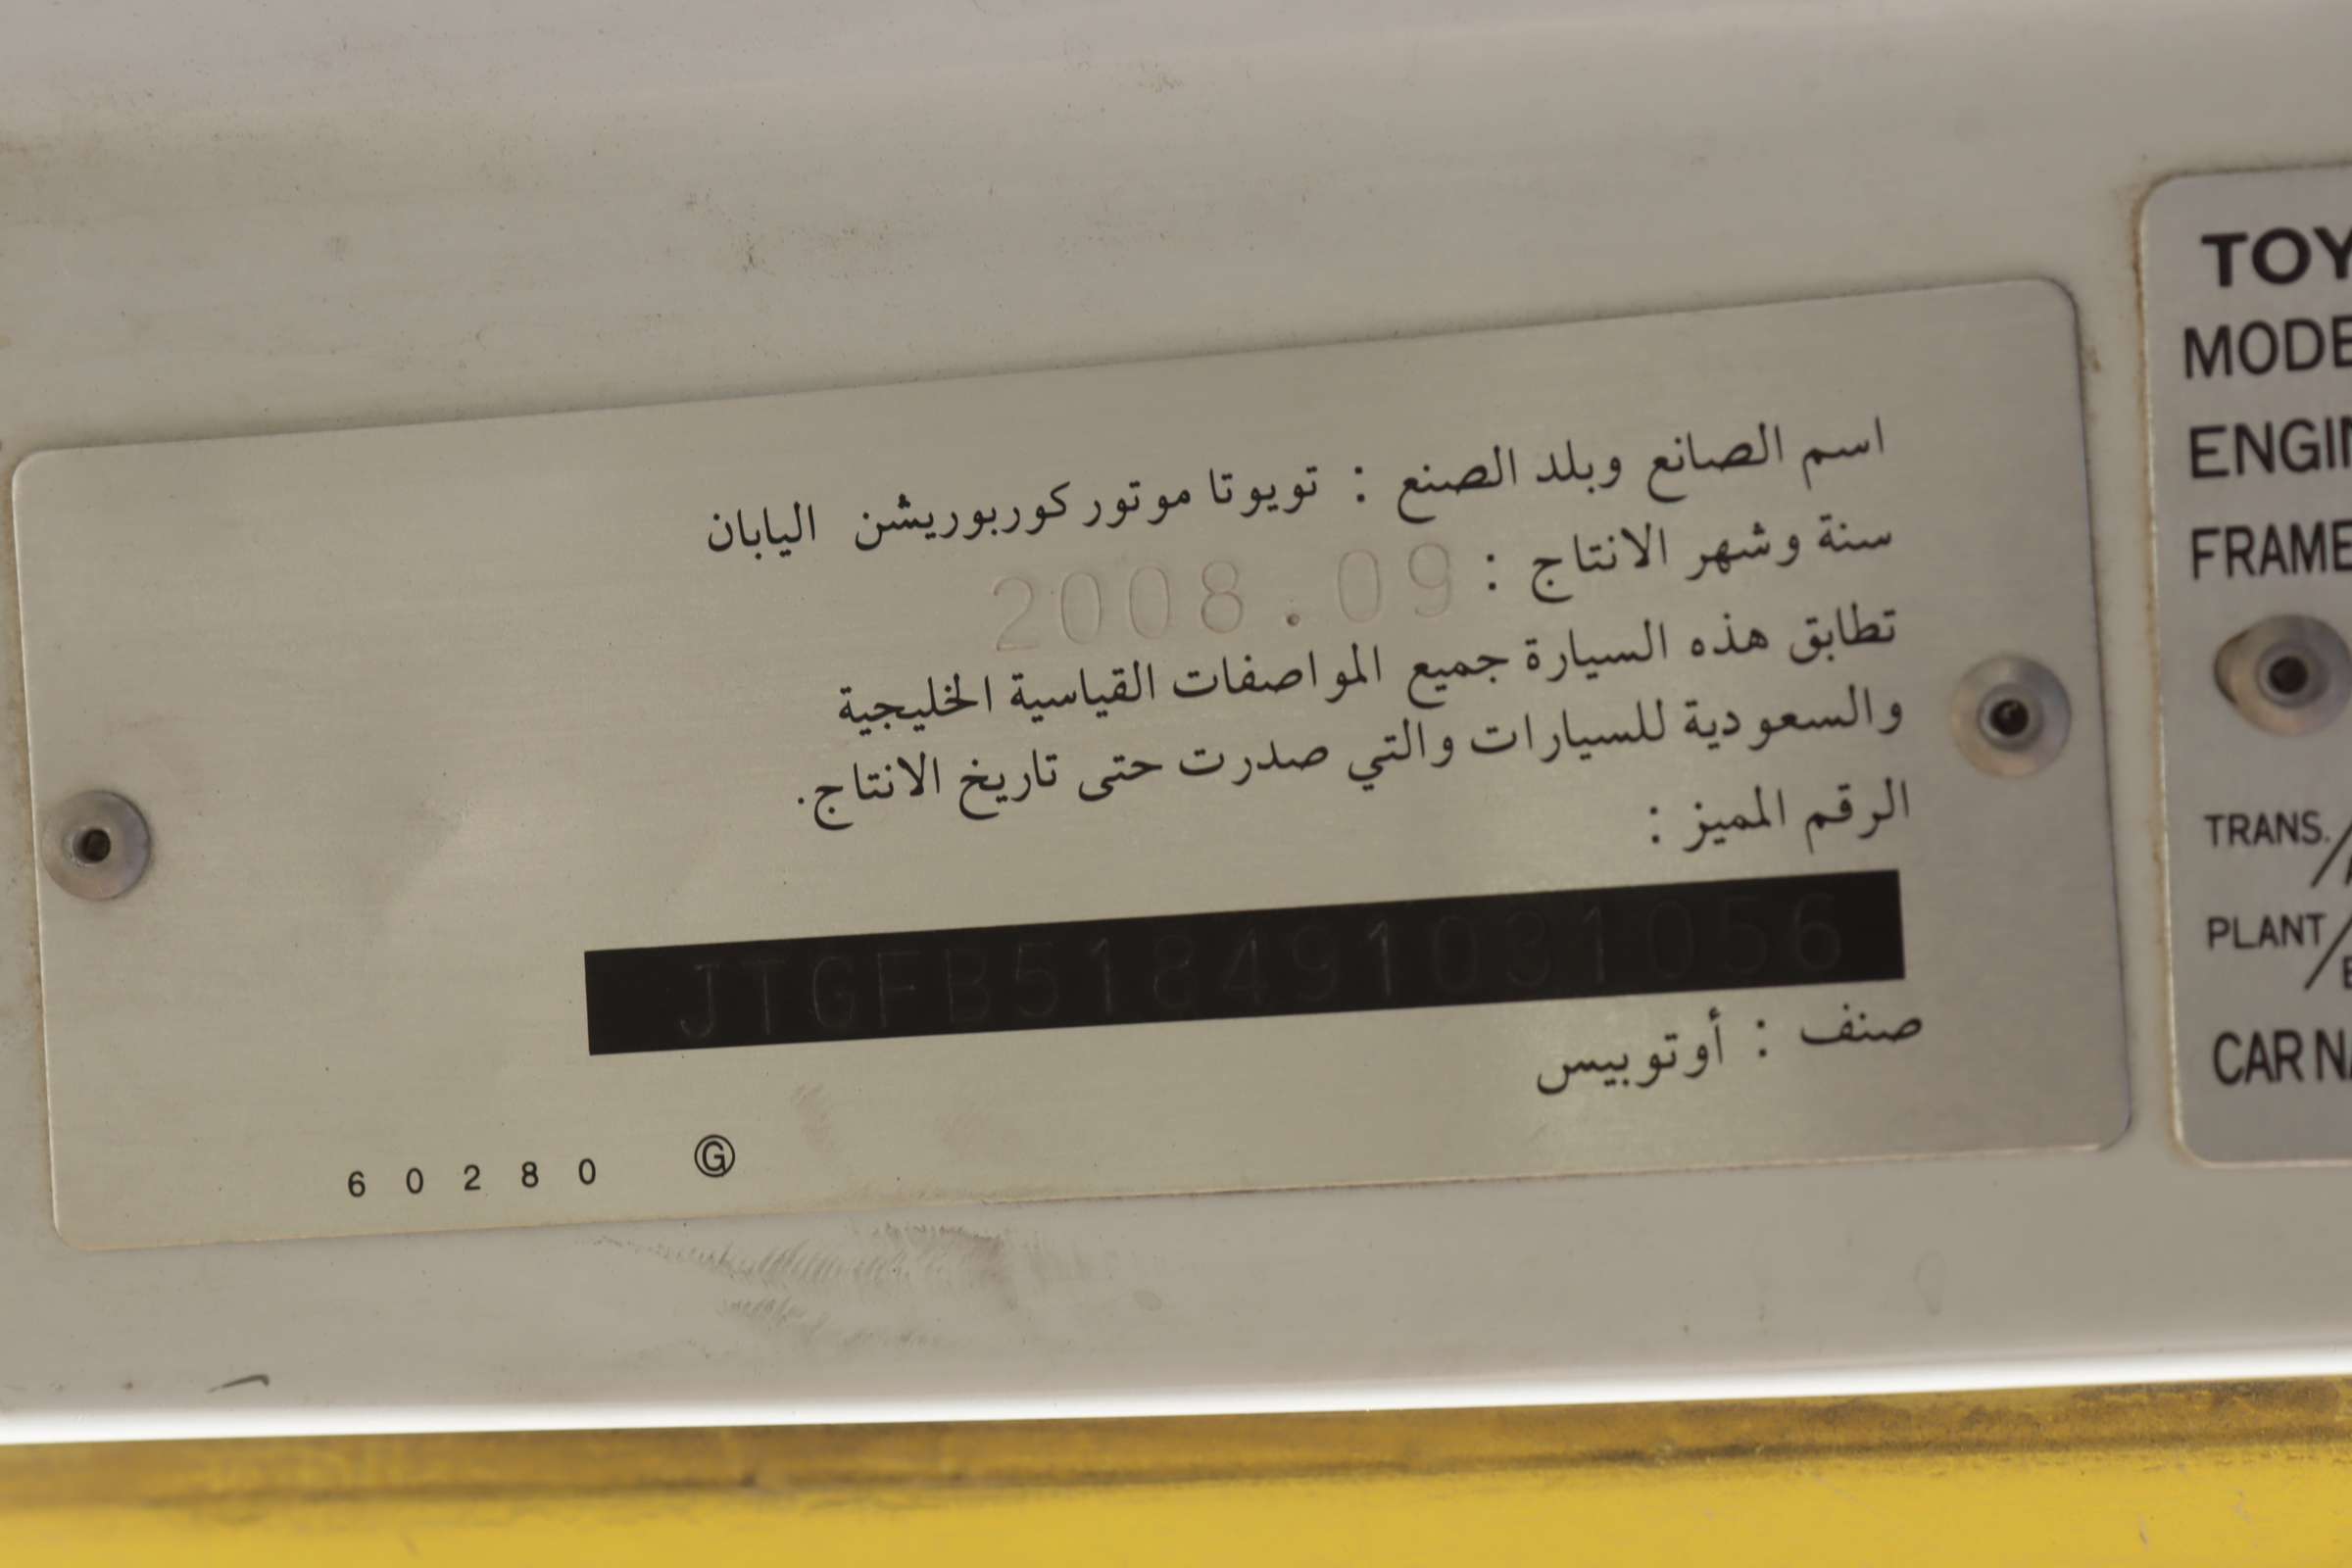 اسم الصانع وبلد الصنع : تويوتا موتور كوربوريشن اليابان
سنة وشهر الانتاج : 2008.09
تطابق هذه السيارة جميع المواصفات القياسية الخليجية
والسعودية للسيارات والتي صدرت حتى تاريخ الانتاج.
الرقم المميز :
JTGFB518491031056
صنف : أوتوبيس
60280 Ⓖ
TOY
MODE
ENGIN
FRAME
TRANS./
PLANT/
CAR NA